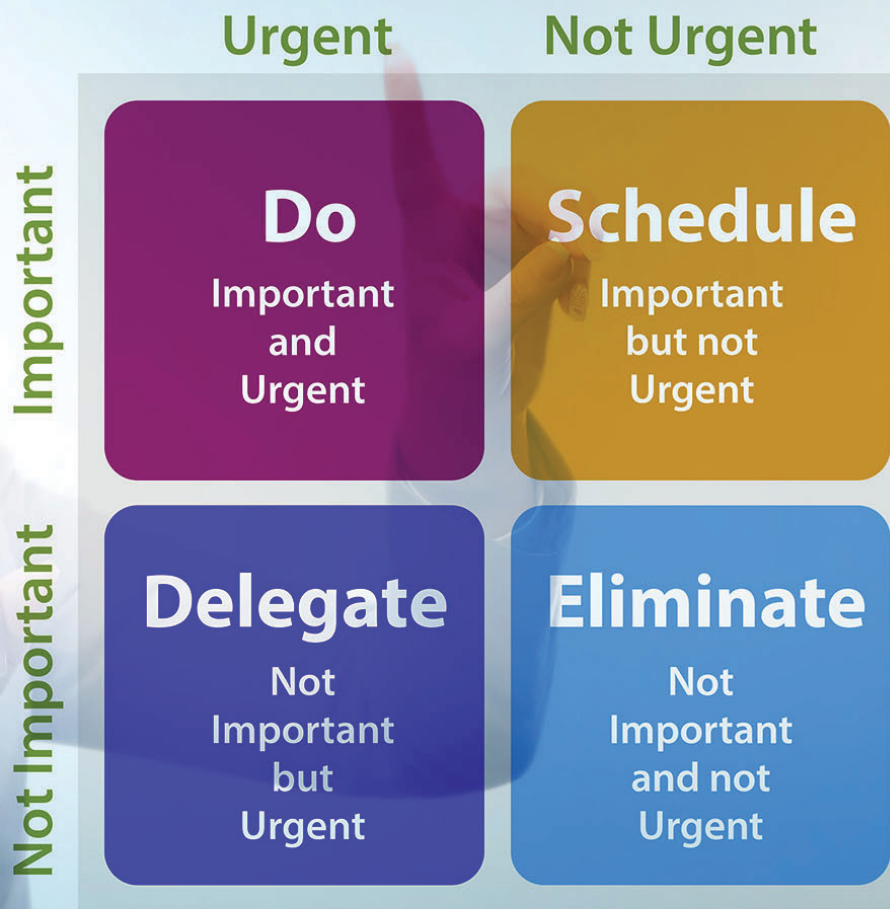 Urgent
Not Urgent
Important
Do
Important
and
Urgent
Schedule
Important
but not
Urgent
Not Important
Delegate
Not
Important
but
Urgent
Eliminate
Not
Important
and not
Urgent